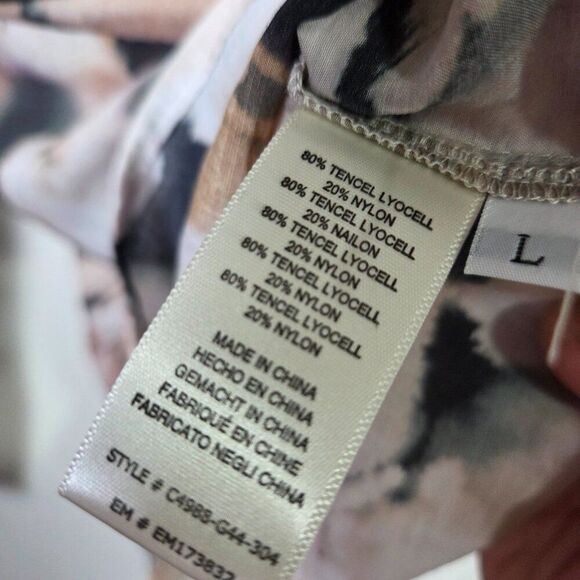 80% TENCEL LYOCELL
20% NYLON
80% TENCEL LYOCELL
20% NAILON
80% TENCEL LYOCELL
20% NYLON
80% TENCEL LYOCELL
20% NYLON
80% TENCEL LYOCELL
20% NYLON
MADE IN CHINA
HECHO EN CHINA
GEMACHT IN CHINA
FABRIQUÉ EN CHINE
FABRICATO NEGLI CHINA
STYLE # C4988-G44-304
EM # EM173832
L